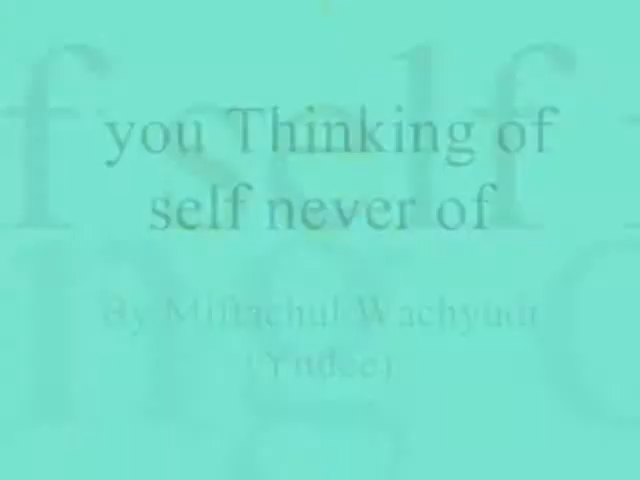 you Thinking of
self never of
By Miftachul Wachyudi
(Yudee)